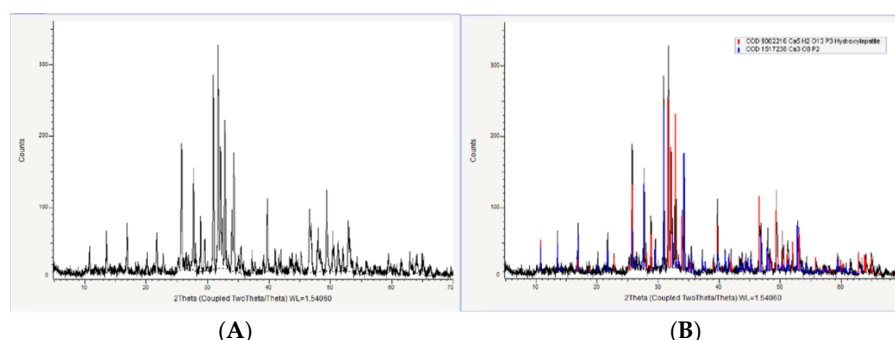 300
200
100
0
Counts
10 20 30 40 50 60 70
2Theta (Coupled TwoTheta/Theta) WL=1.54060
(A)
COD 9002216 Ca5 H2 O13 P3 Hydroxylapatite
COD 1517238 Ca3 O8 P2
300
200
100
0
Counts
10 20 30 40 50 60
2Theta (Coupled TwoTheta/Theta) WL=1.54060
(B)